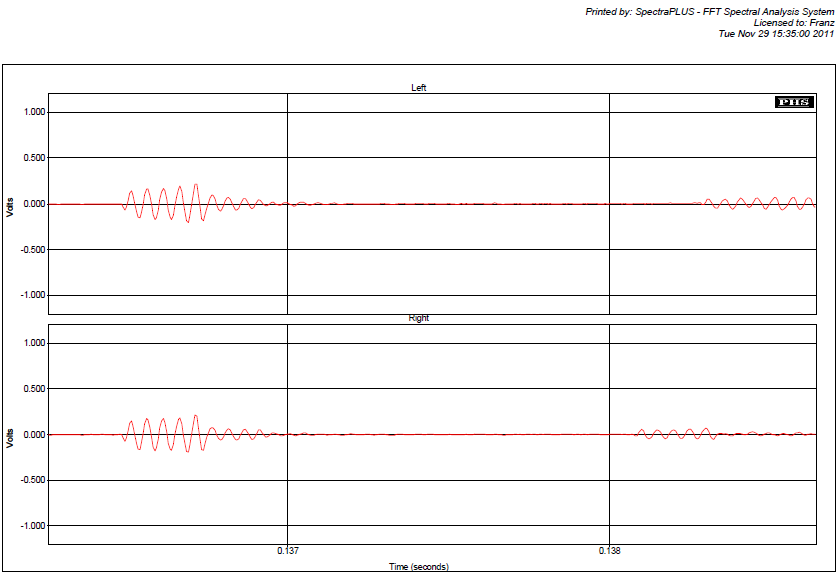 Printed by: SpectraPLUS - FFT Spectral Analysis System
Licensed to: Franz
Tue Nov 29 15:35:00 2011
Left
PHS
1.000
0.500
0.000
-0.500
-1.000
Volts
Right
1.000
0.500
0.000
-0.500
-1.000
Volts
0.137 0.138
Time (seconds)